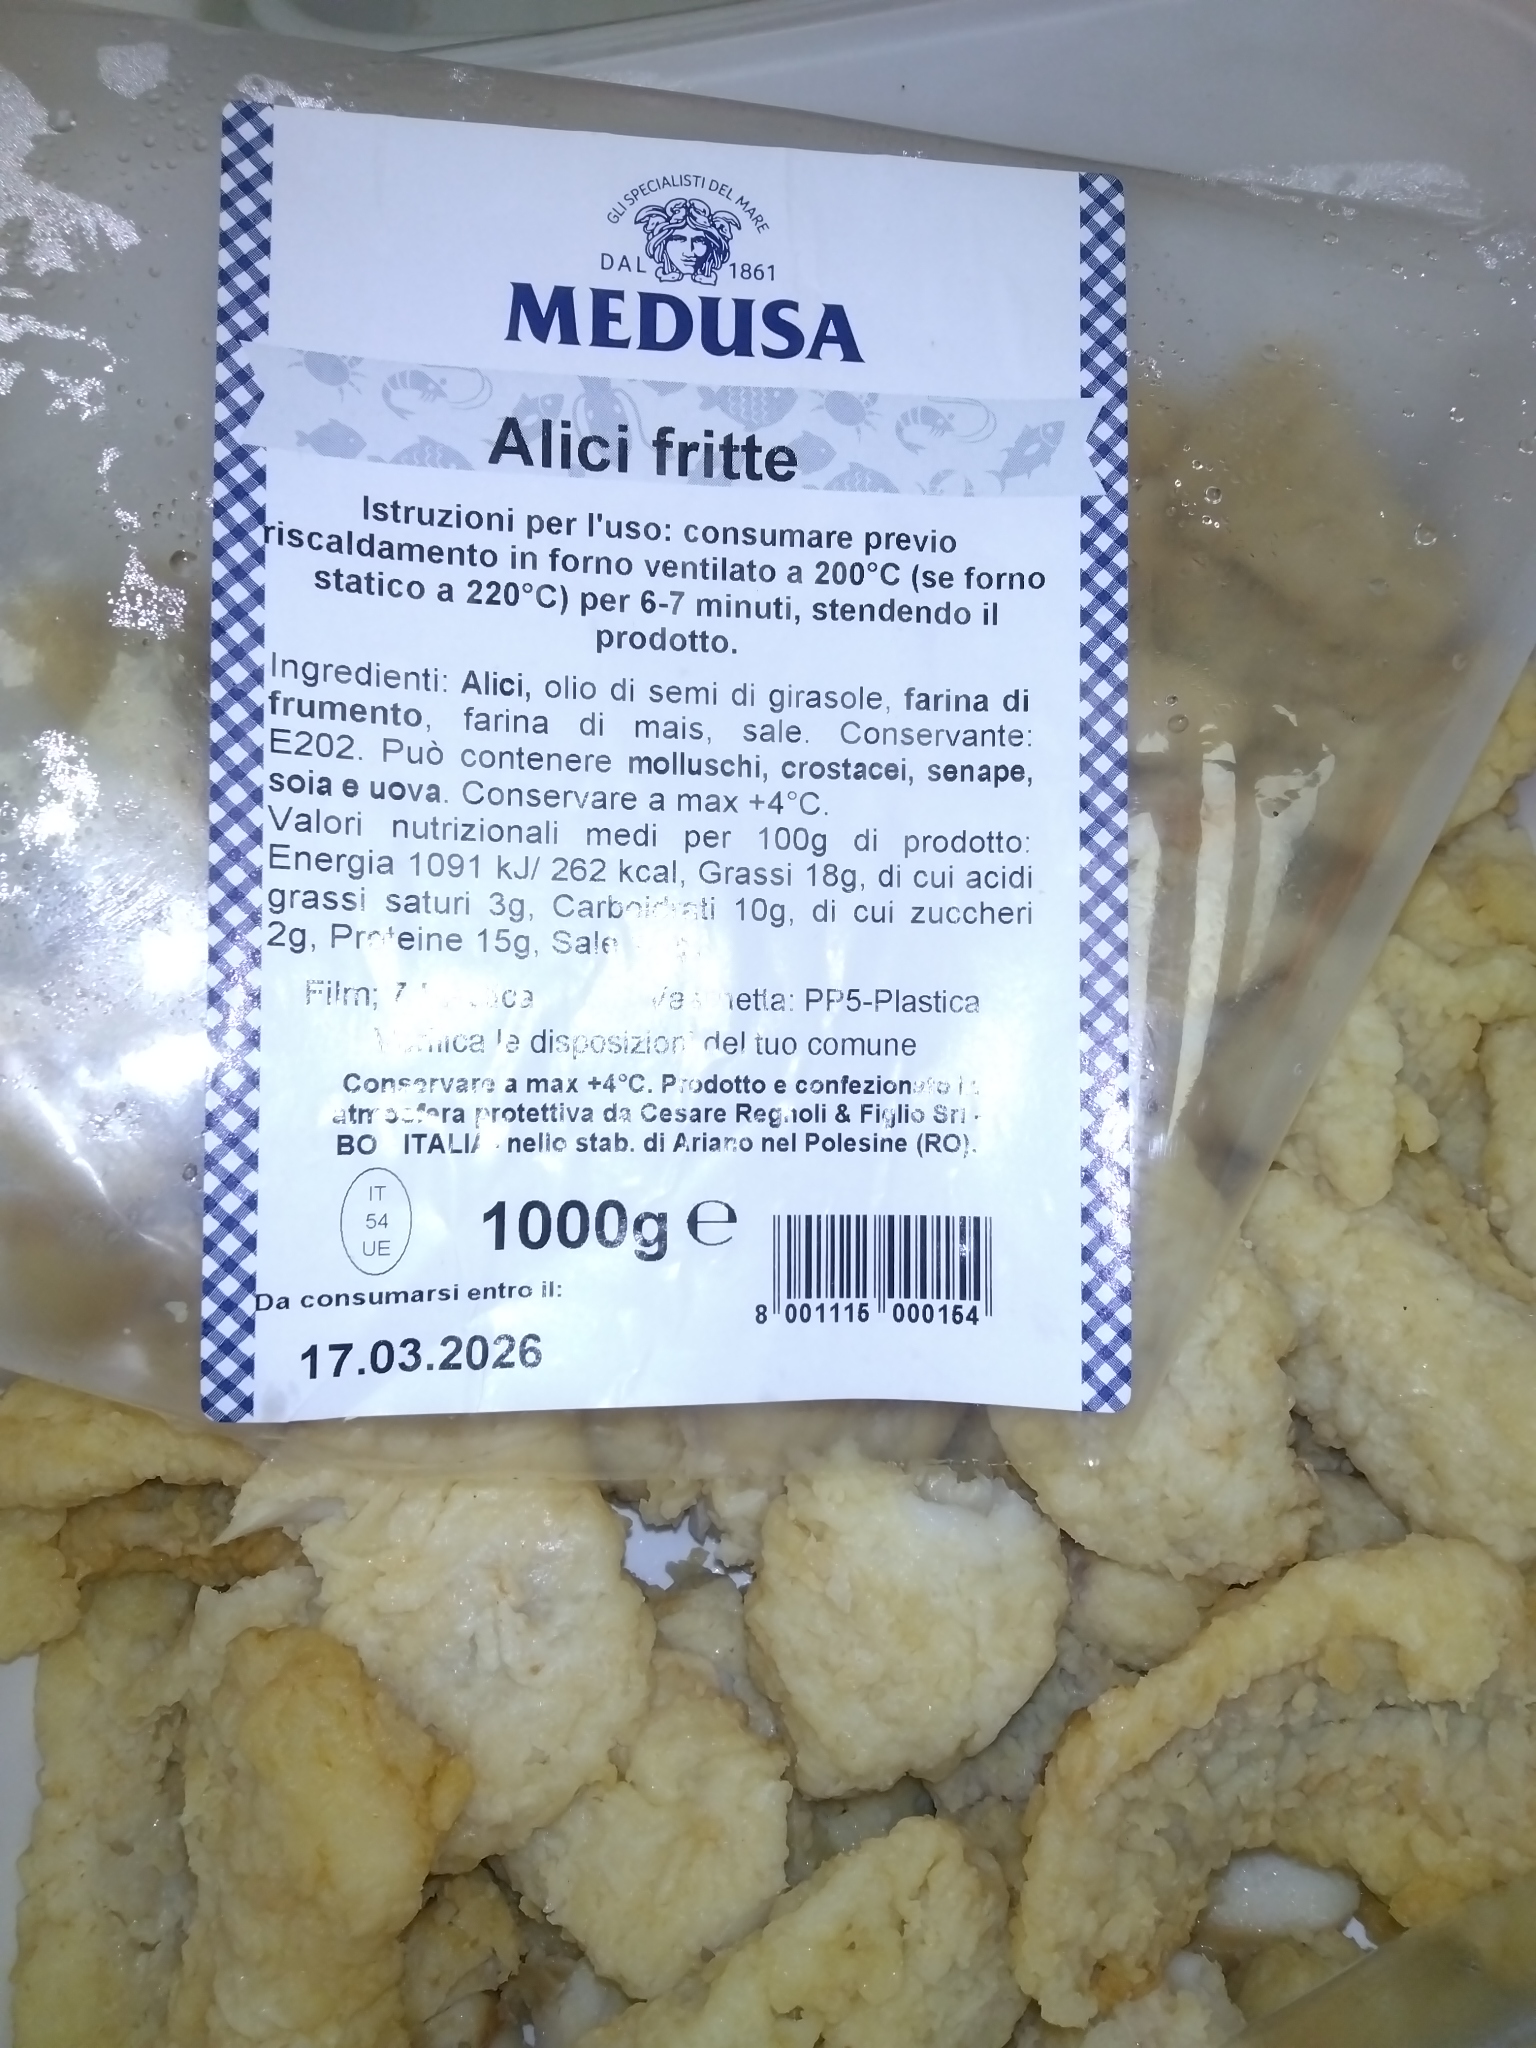 GLI SPECIALISTI DEL MARE
DAL 1861
MEDUSA
Alici fritte
Istruzioni per l'uso: consumare previo
riscaldamento in forno ventilato a 200°C (se forno
statico a 220°C) per 6-7 minuti, stendendo il
prodotto.
Ingredienti: Alici, olio di semi di girasole, farina di
frumento, farina di mais, sale. Conservante:
E202. Può contenere molluschi, crostacei, senape,
soia e uova. Conservare a max +4°C.
Valori nutrizionali medi per 100g di prodotto:
Energia 1091 kJ/ 262 kcal, Grassi 18g, di cui acidi
grassi saturi 3g, Carboidrati 10g, di cui zuccheri
2g, Proteine 15g, Sale
Film; 7 Vaschetta: PP5-Plastica
Verifica le disposizioni del tuo comune
Conservare a max +4°C. Prodotto e confezionato in
atmosfera protettiva da Cesare Regnoli & Figlio Srl -
BO ITALIA - nello stab. di Ariano nel Polesine (RO).
IT
54
UE
1000g e
Da consumarsi entro il:
17.03.2026
8 001116 000164